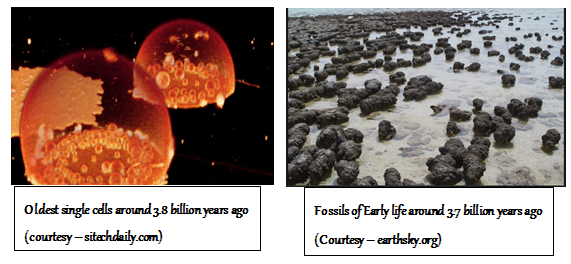 Oldest single cells around 3.8 billion years ago
(courtesy – sitechdaily.com)
Fossils of Early life around 3.7 billion years ago
(Courtesy – earthsky.org)